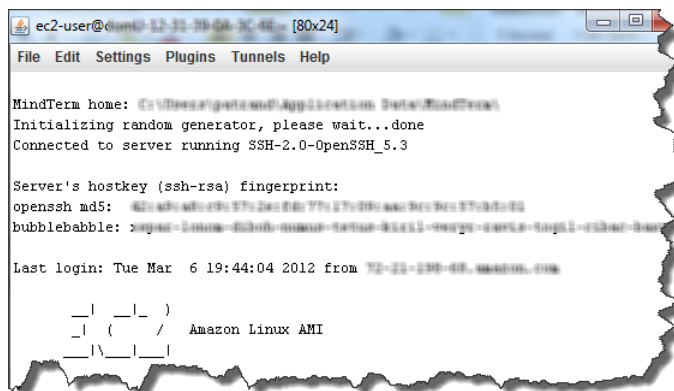 ec2-user@ [80x24]
File Edit Settings Plugins Tunnels Help
MindTerm home:
Initializing random generator, please wait...done
Connected to server running SSH-2.0-OpenSSH_5.3
Server's hostkey (ssh-rsa) fingerprint:
openssh md5:
bubblebabble:
Last login: Tue Mar  6 19:44:04 2012 from
__|  __|_  )
_|  (     /   Amazon Linux AMI
___|\___|___|